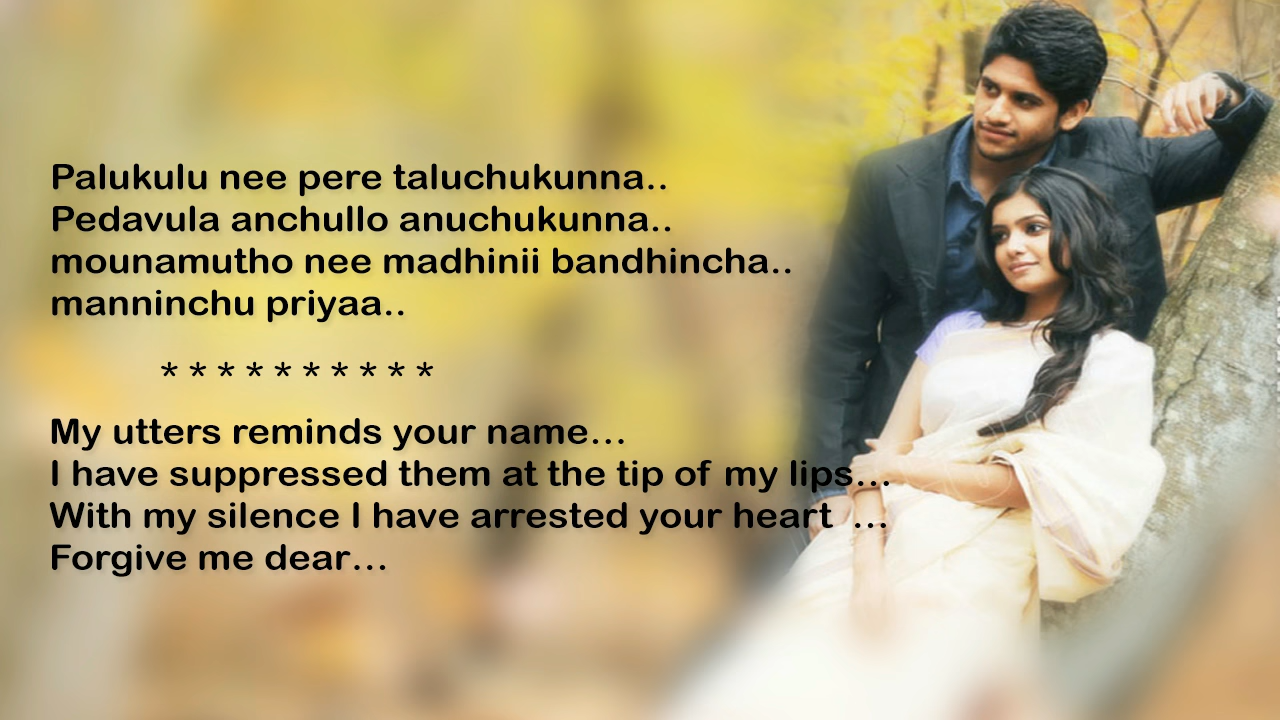 Palukulu nee pere taluchukunna..
Pedavula anchullo anuchukunna..
mounamutho nee madhinii bandhincha..
manninchu priyaa..
* * * * * * * * * *
My utters reminds your name...
I have suppressed them at the tip of my lips...
With my silence I have arrested your heart ...
Forgive me dear...